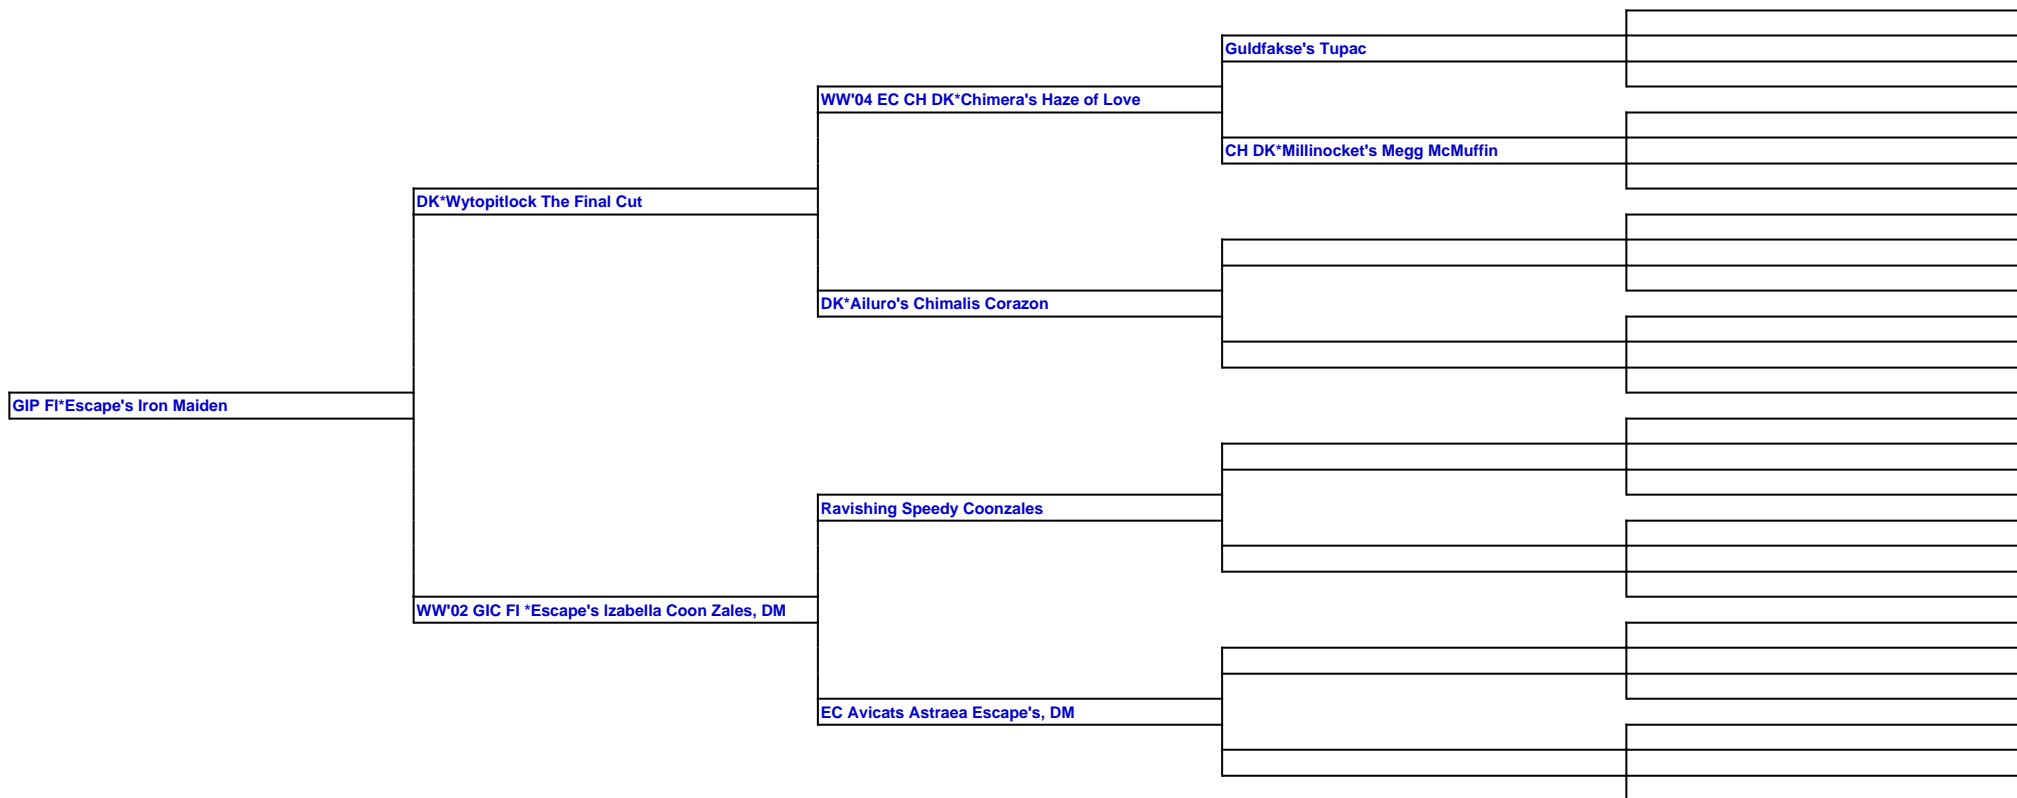 Guldfakse's Tupac
WW'04 EC CH DK*Chimera's Haze of Love
CH DK*Millinocket's Megg McMuffin
DK*Wytopitlock The Final Cut
DK*Ailuro's Chimalis Corazon
GIP FI*Escape's Iron Maiden
Ravishing Speedy Coonzales
WW'02 GIC FI *Escape's Izabella Coon Zales, DM
EC Avicats Astraea Escape's, DM